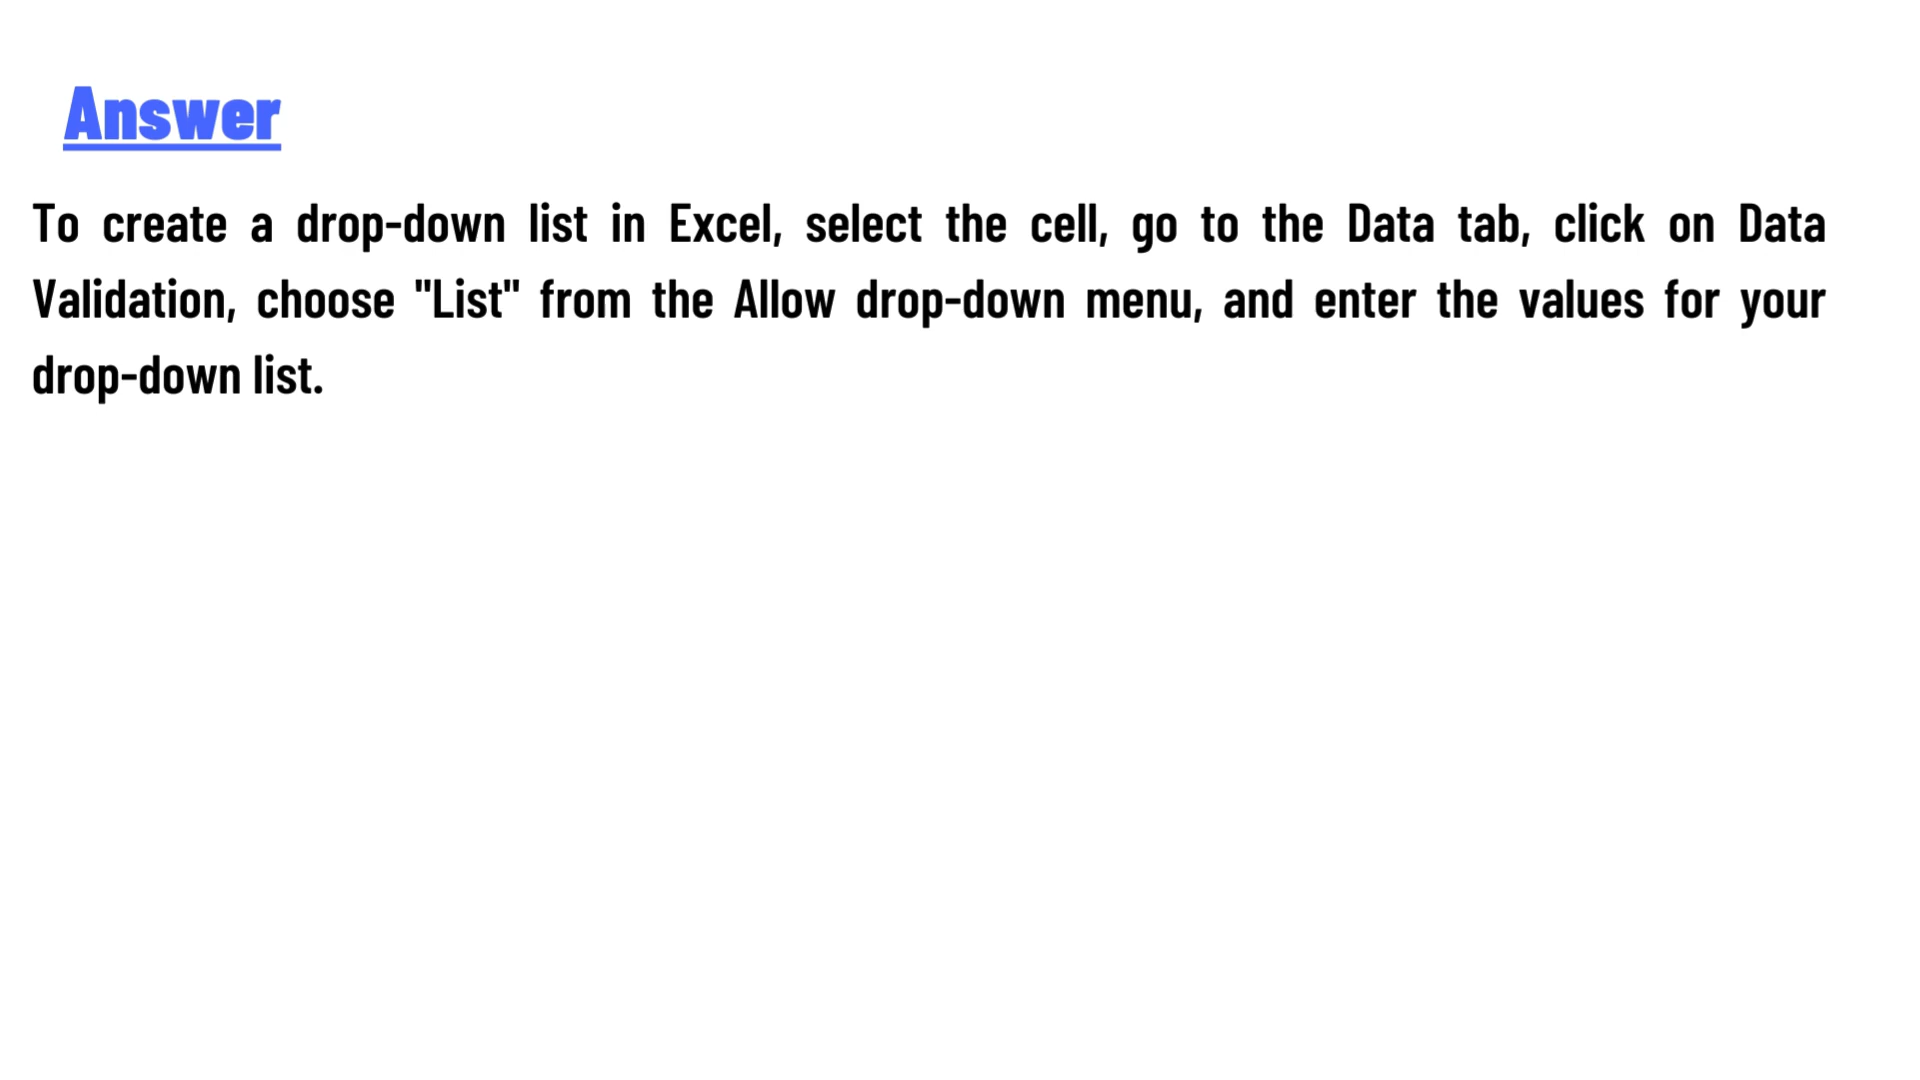 Answer
To create a drop-down list in Excel, select the cell, go to the Data tab, click on Data
Validation, choose "List" from the Allow drop-down menu, and enter the values for your
drop-down list.